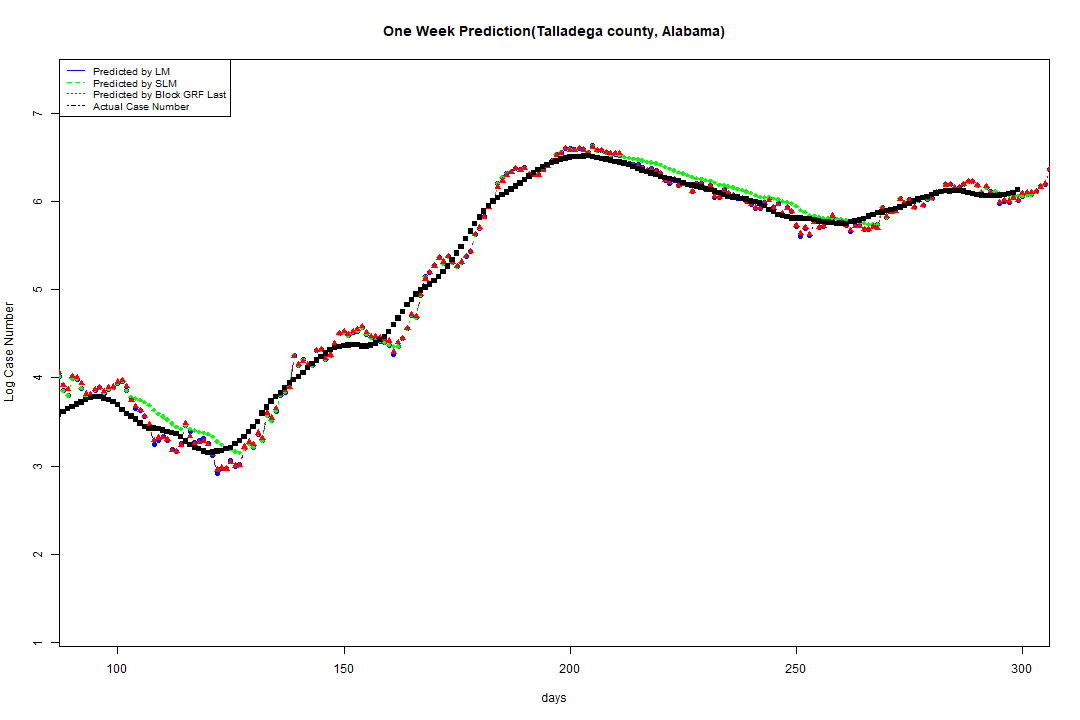 One Week Prediction(Talladega county, Alabama)
Predicted by LM
Predicted by SLM
Predicted by Block GRF Last
Actual Case Number
7
6
5
4
3
2
1
Log Case Number
100 150 200 250 300
days